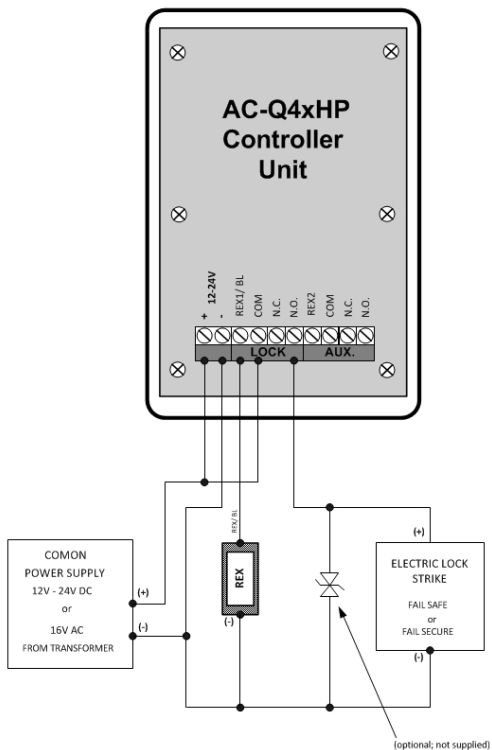 AC-Q4xHP
Controller
Unit
+
12-24V
-
REX1/ BL
COM
N.C.
N.O.
REX2
COM
N.C.
N.O.
LOCK
AUX.
REX/ BL
COMON
POWER SUPPLY
12V - 24V DC
or
16V AC
FROM TRANSFORMER
(+)
(-)
REX
(-)
(+)
ELECTRIC LOCK
STRIKE
FAIL SAFE
or
FAIL SECURE
(-)
(optional; not supplied)